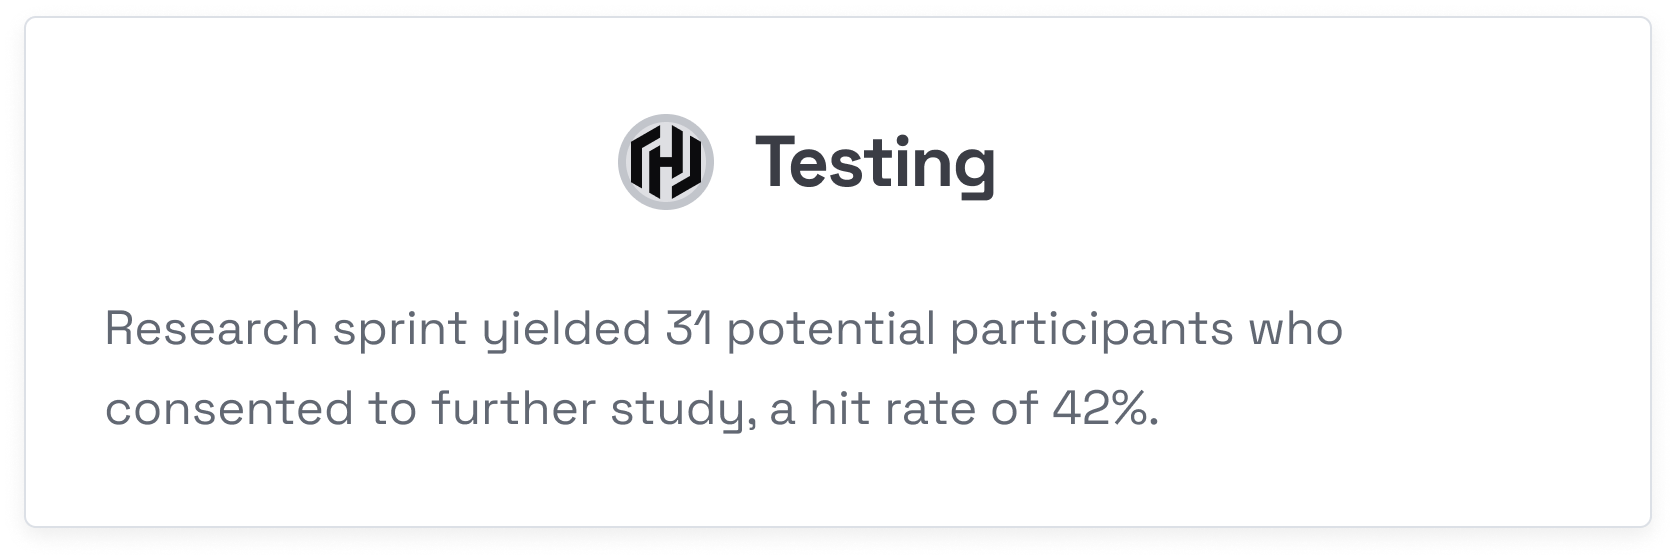 Testing
Research sprint yielded 31 potential participants who
consented to further study, a hit rate of 42%.